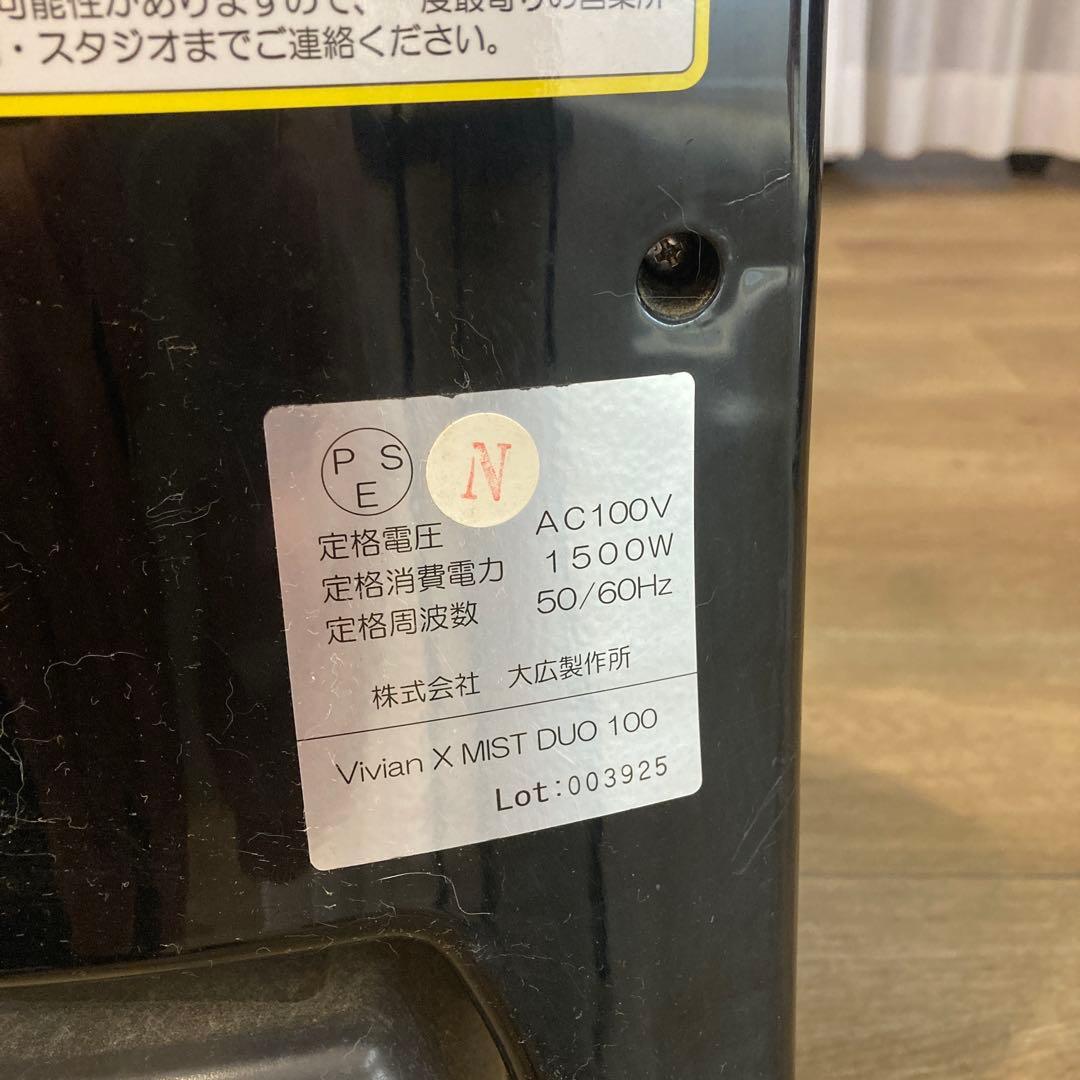 可能性がありますので、一度最寄りの営業所
・スタジオまでご連絡ください。
PSE
N
定格電圧 AC100V
定格消費電力 1500W
定格周波数 50/60Hz
株式会社 大広製作所
Vivian X MIST DUO 100
Lot:003925